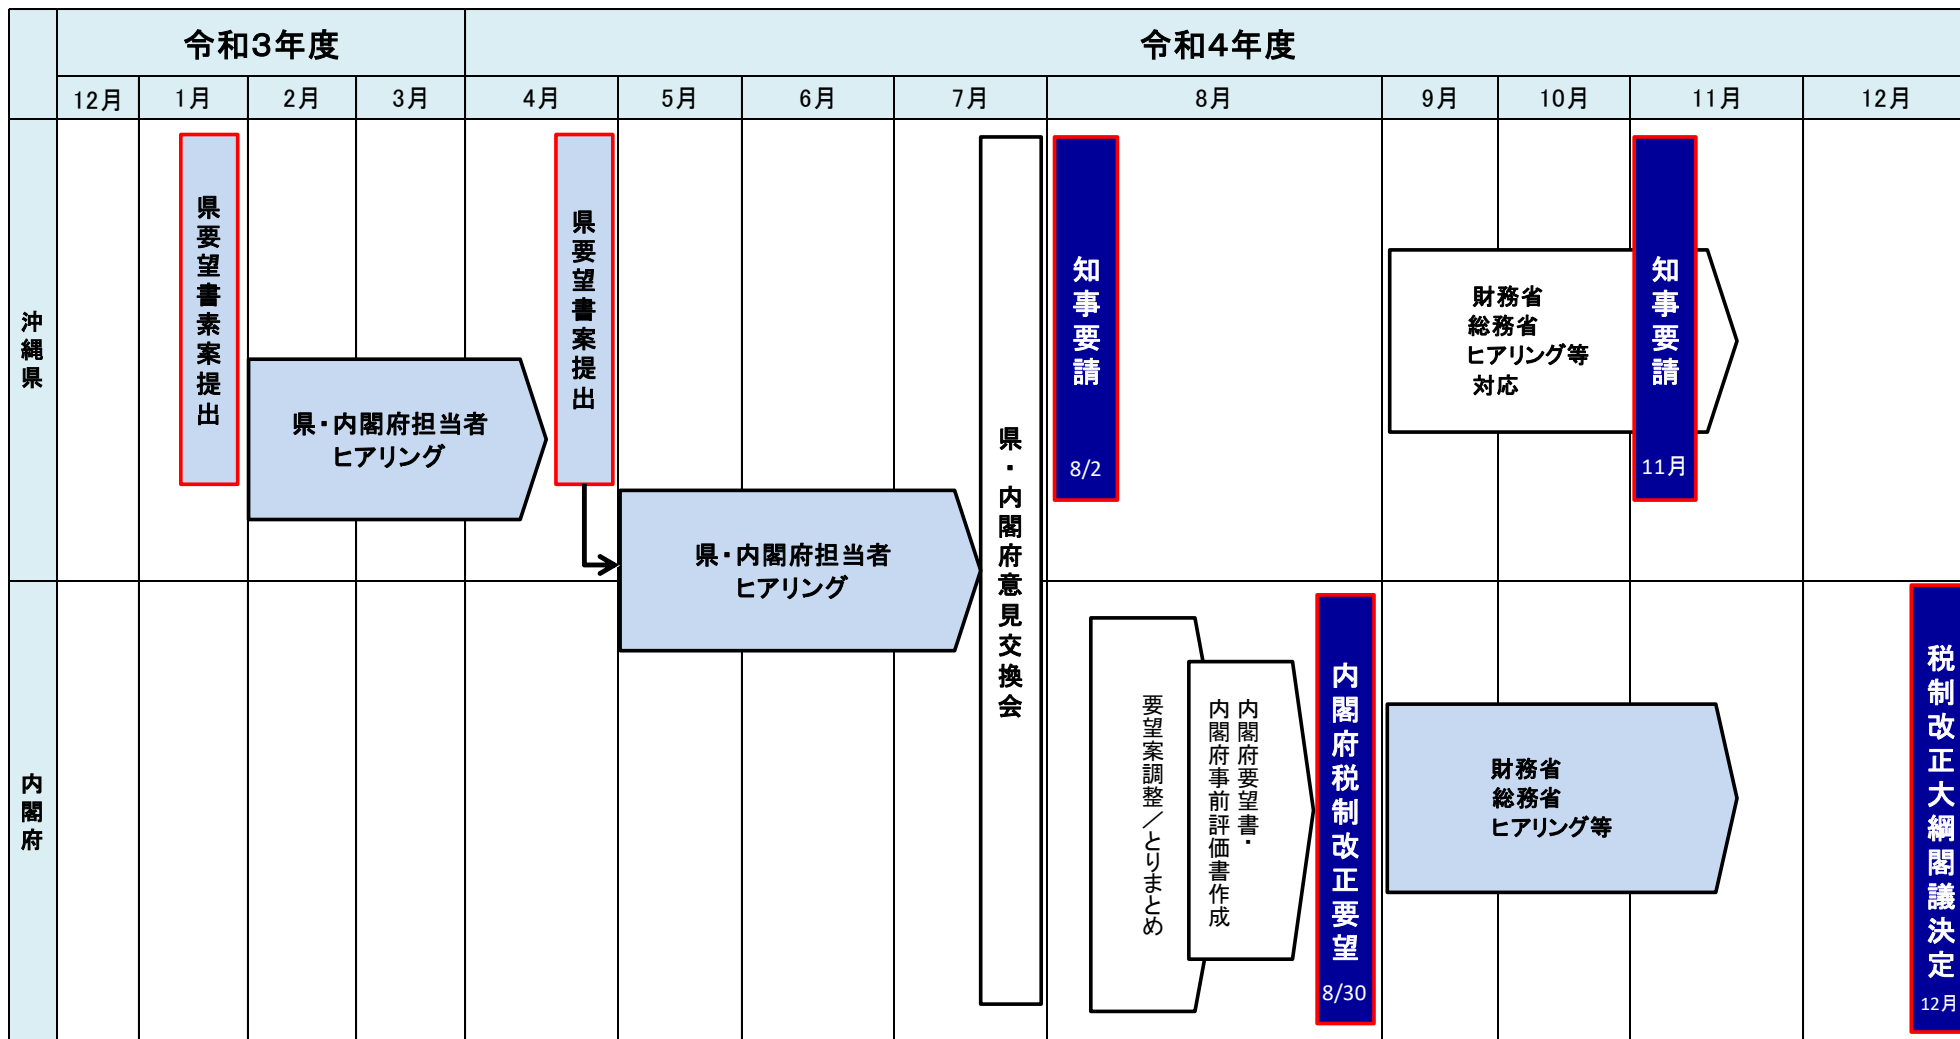 令和3年度
令和4年度
12月
1月
2月
3月
4月
5月
6月
7月
8月
9月
10月
11月
12月
沖縄県
県要望書素案提出
県・内閣府担当者
ヒアリング
県要望書案提出
県・内閣府担当者
ヒアリング
県・内閣府意見交換会
知事要請
8/2
財務省
総務省
ヒアリング等
対応
知事要請
11月
内閣府
要望案調整／とりまとめ
内閣府要望書・
内閣府事前評価書作成
内閣府税制改正要望
8/30
財務省
総務省
ヒアリング等
税制改正大綱閣議決定
12月